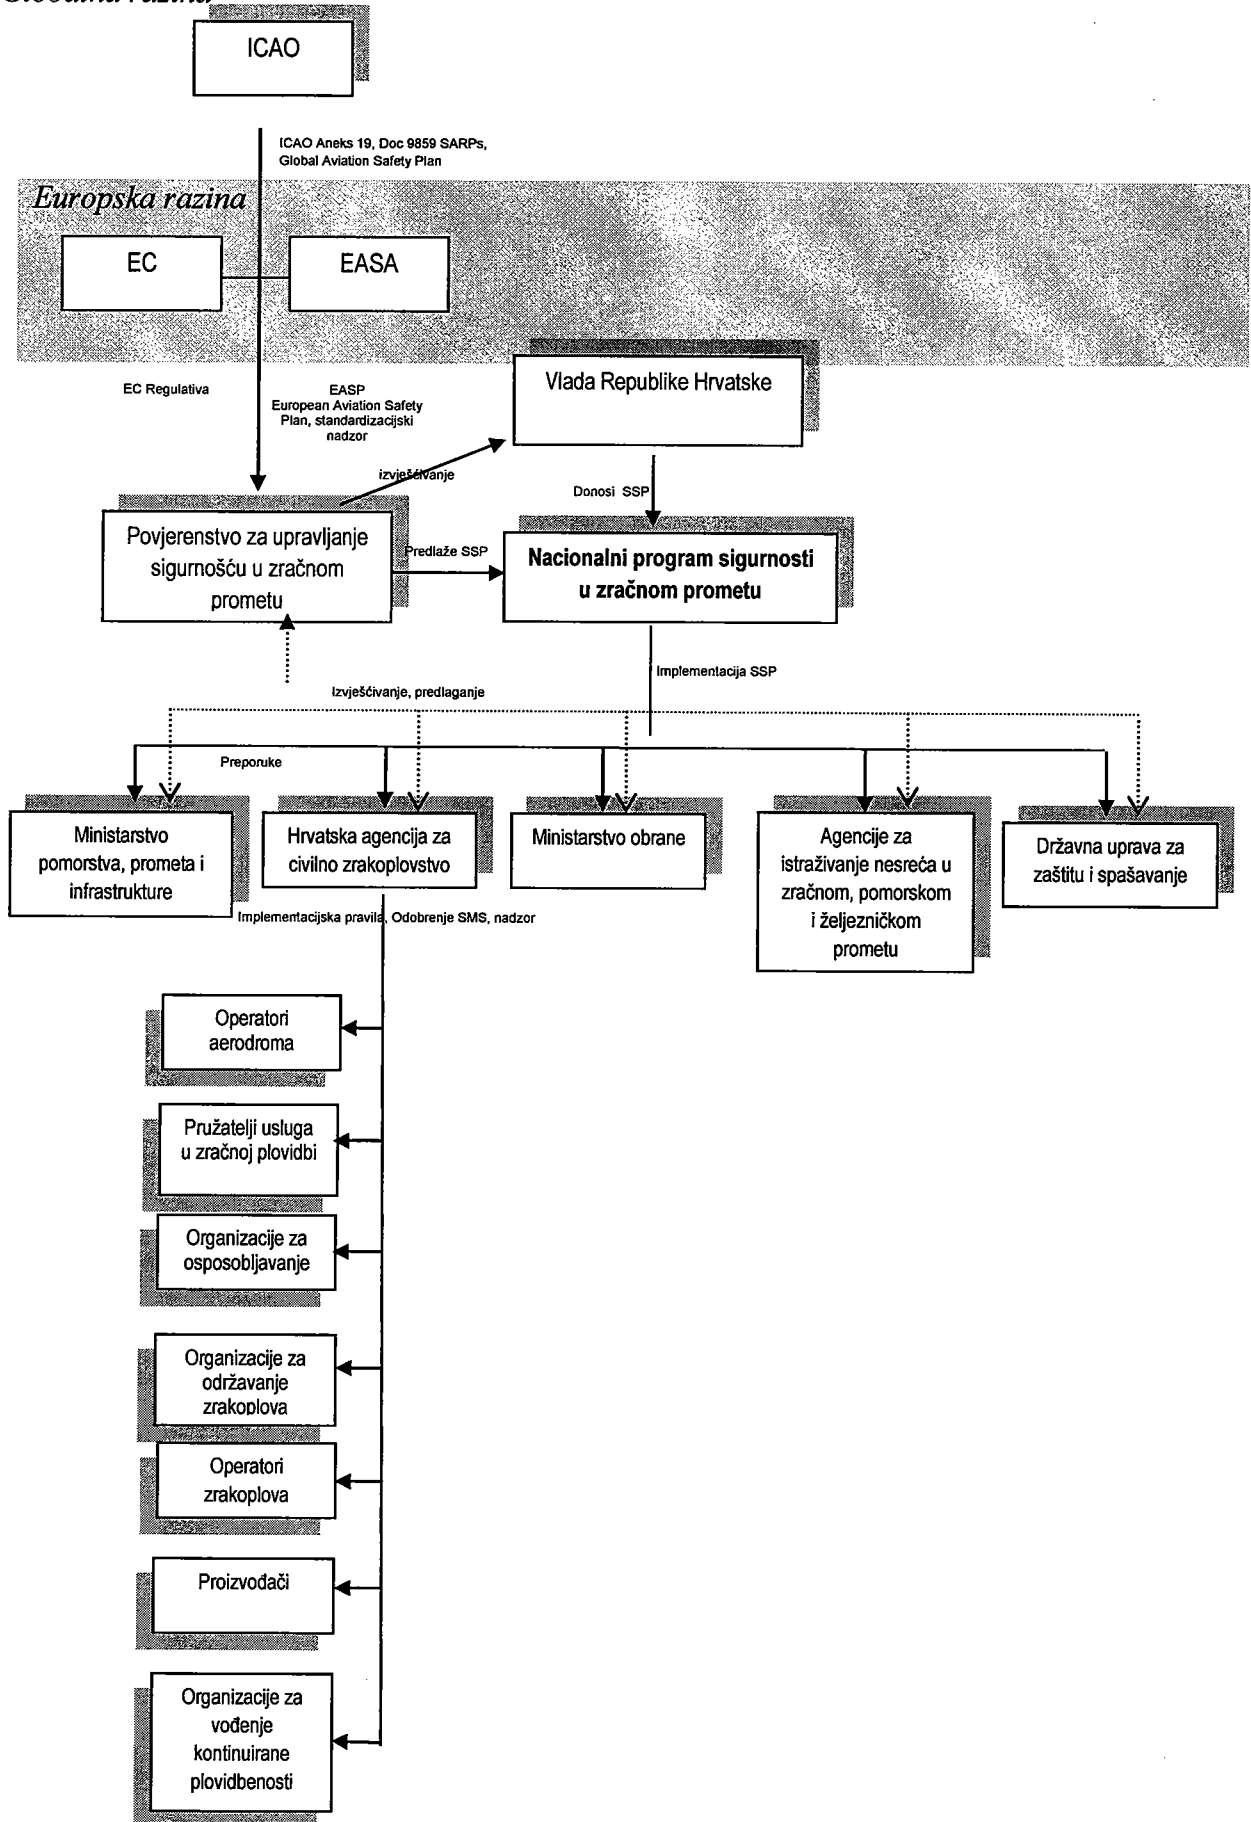 Globalna razina
ICAO
ICAO Aneks 19, Doc 9859 SARPs,
Global Aviation Safety Plan
Europska razina
EC
EASA
EC Regulativa
EASP
European Aviation Safety
Plan, standardizacijski
nadzor
Vlada Republike Hrvatske
izvješćivanje
Donosi SSP
Povjerenstvo za upravljanje
sigurnošću u zračnom
prometu
Predlaže SSP
Nacionalni program sigurnosti
u zračnom prometu
Implementacija SSP
Izvješćivanje, predlaganje
Preporuke
Ministarstvo
pomorstva, prometa i
infrastrukture
Hrvatska agencija za
civilno zrakoplovstvo
Ministarstvo obrane
Agencije za
istraživanje nesreća u
zračnom, pomorskom
i željezničkom
prometu
Državna uprava za
zaštitu i spašavanje
Implementacijska pravila, Odobrenje SMS, nadzor
Operatori
aerodroma
Pružatelji usluga
u zračnoj plovidbi
Organizacije za
osposobljavanje
Organizacije za
održavanje
zrakoplova
Operatori
zrakoplova
Proizvođači
Organizacije za
vođenje
kontinuirane
plovidbenosti